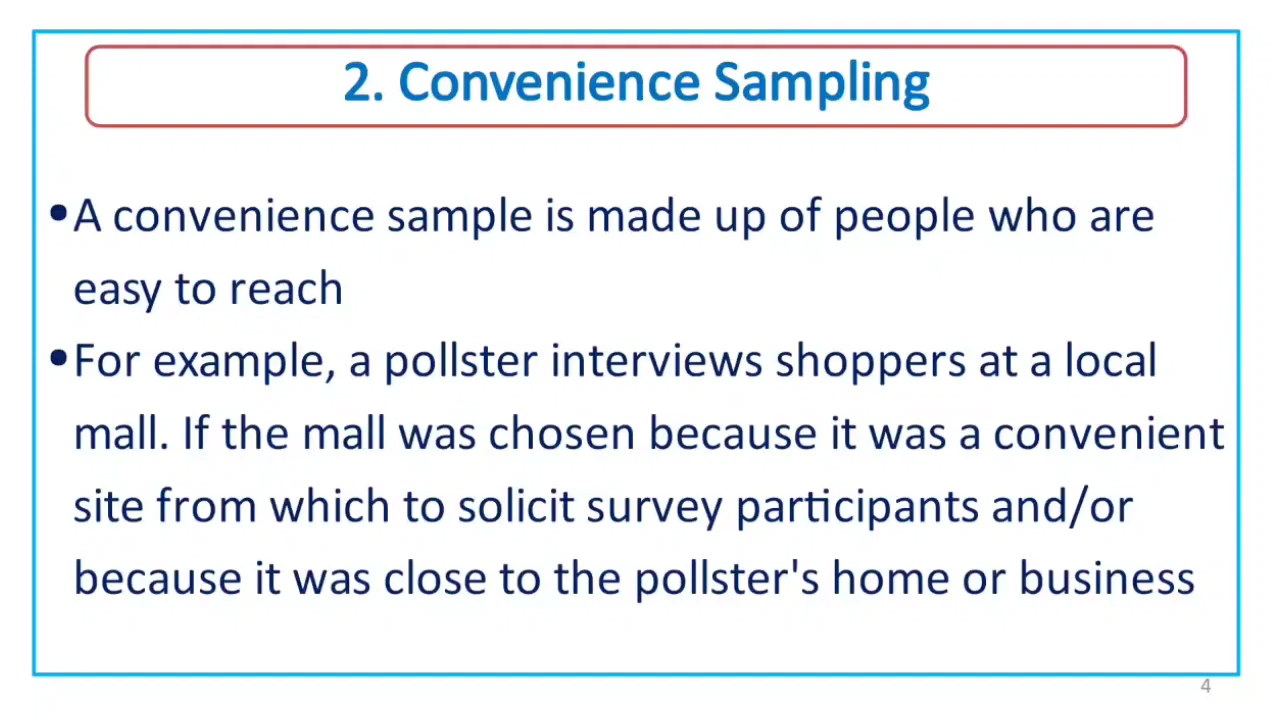 2. Convenience Sampling
•A convenience sample is made up of people who are
easy to reach
•For example, a pollster interviews shoppers at a local
mall. If the mall was chosen because it was a convenient
site from which to solicit survey participants and/or
because it was close to the pollster's home or business
4